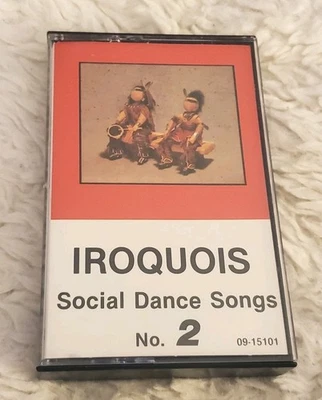 IROQUOIS
Social Dance Songs
No. 2 09-15101